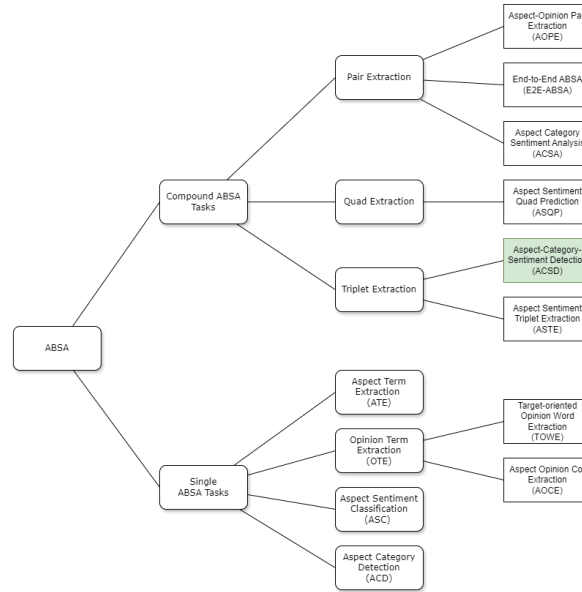 Aspect-Opinion
Extraction
(AOPE)
Pair Extraction
End-to-End ABSA
(E2E-ABSA)
Aspect Category
Sentiment Analysis
(ACSA)
Compound ABSA
Tasks
Quad Extraction
Aspect Sentiment
Quad Prediction
(ASQP)
Aspect-Category-
Sentiment
(ACSD)
Triplet Extraction
Aspect Sentiment
Triplet Extraction
(ASTE)
ABSA
Aspect Term
Extraction
(ATE)
Target-oriented
Opinion Word
Extraction
(TOWE)
Opinion Term
Extraction
(OTE)
Single
ABSA Tasks
Aspect Opinion
Extraction
(AOCE)
Aspect Sentiment
Classification
(ASC)
Aspect Category
Detection
(ACD)